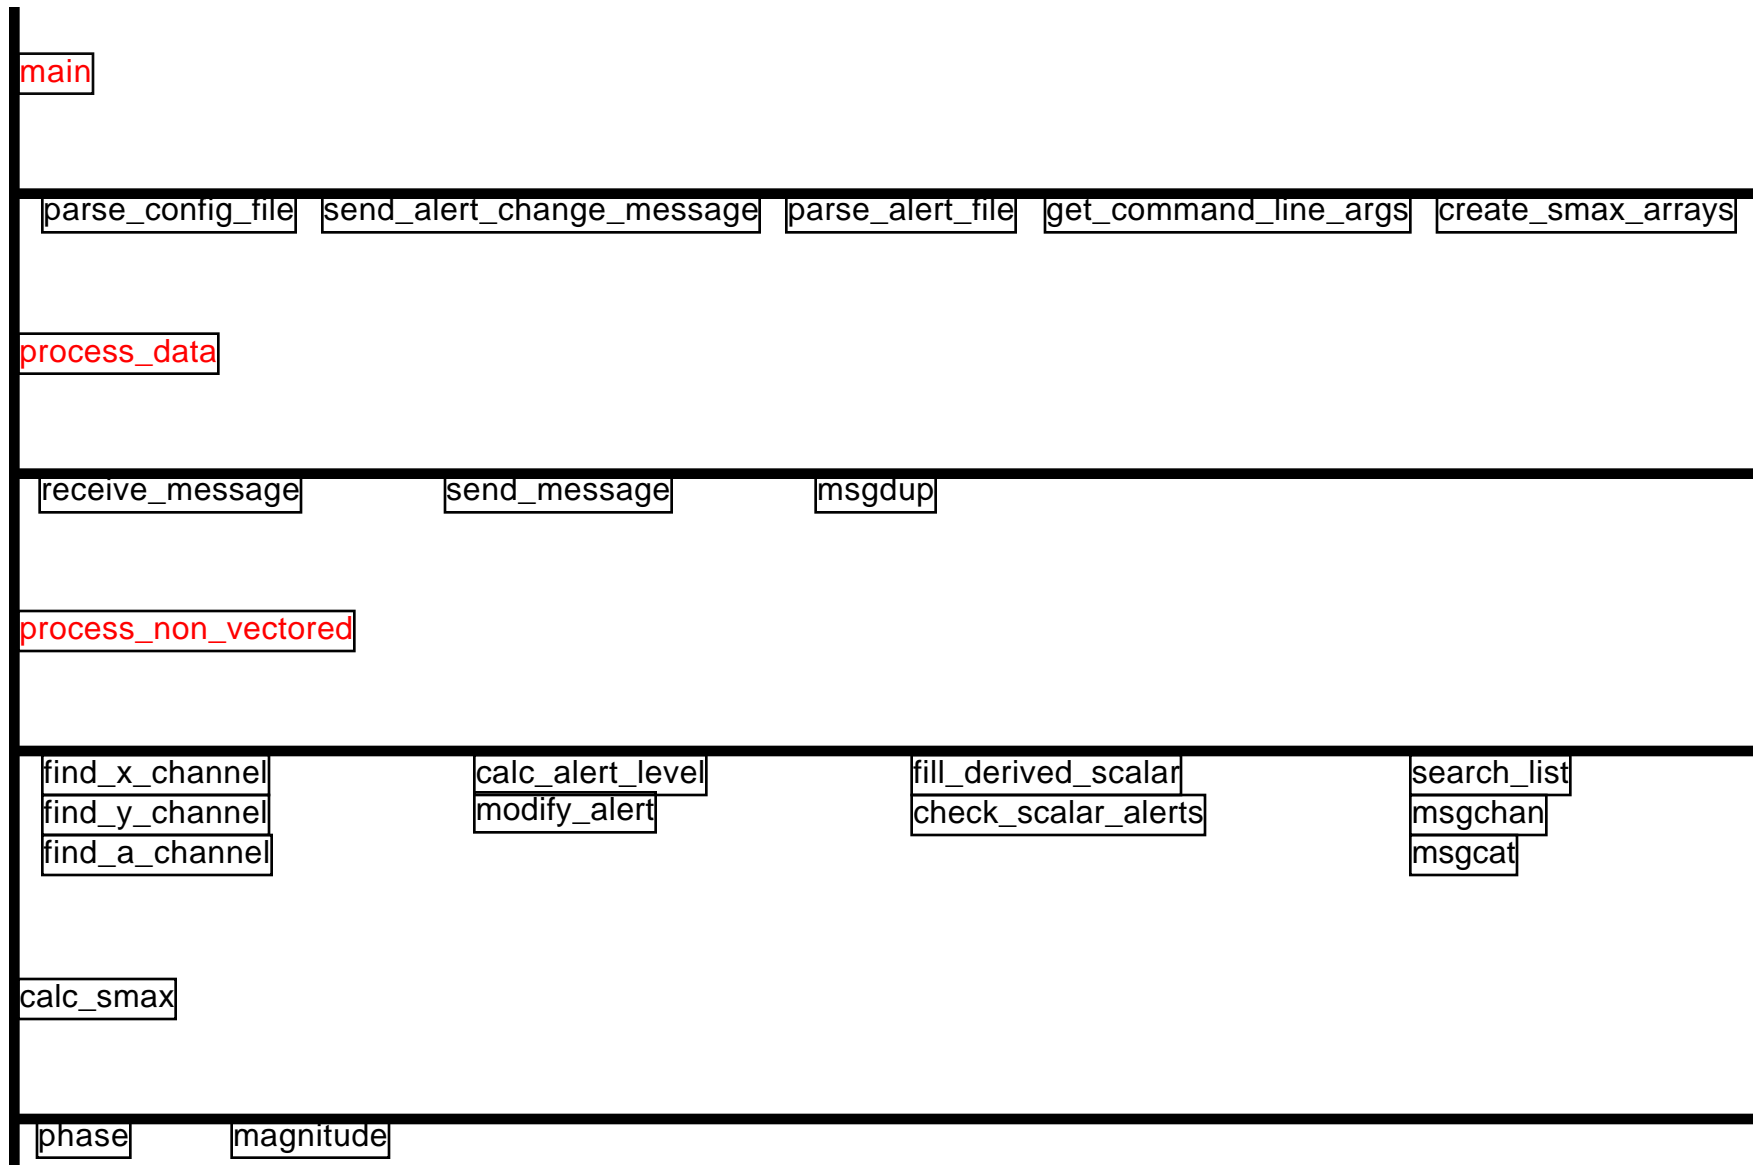 main
parse_config_file send_alert_change_message parse_alert_file get_command_line_args create_smax_arrays
process_data
receive_message send_message msgdup
process_non_vectored
find_x_channel calc_alert_level fill_derived_scalar search_list
find_y_channel modify_alert check_scalar_alerts msgchan
find_a_channel msgcat
calc_smax
phase magnitude